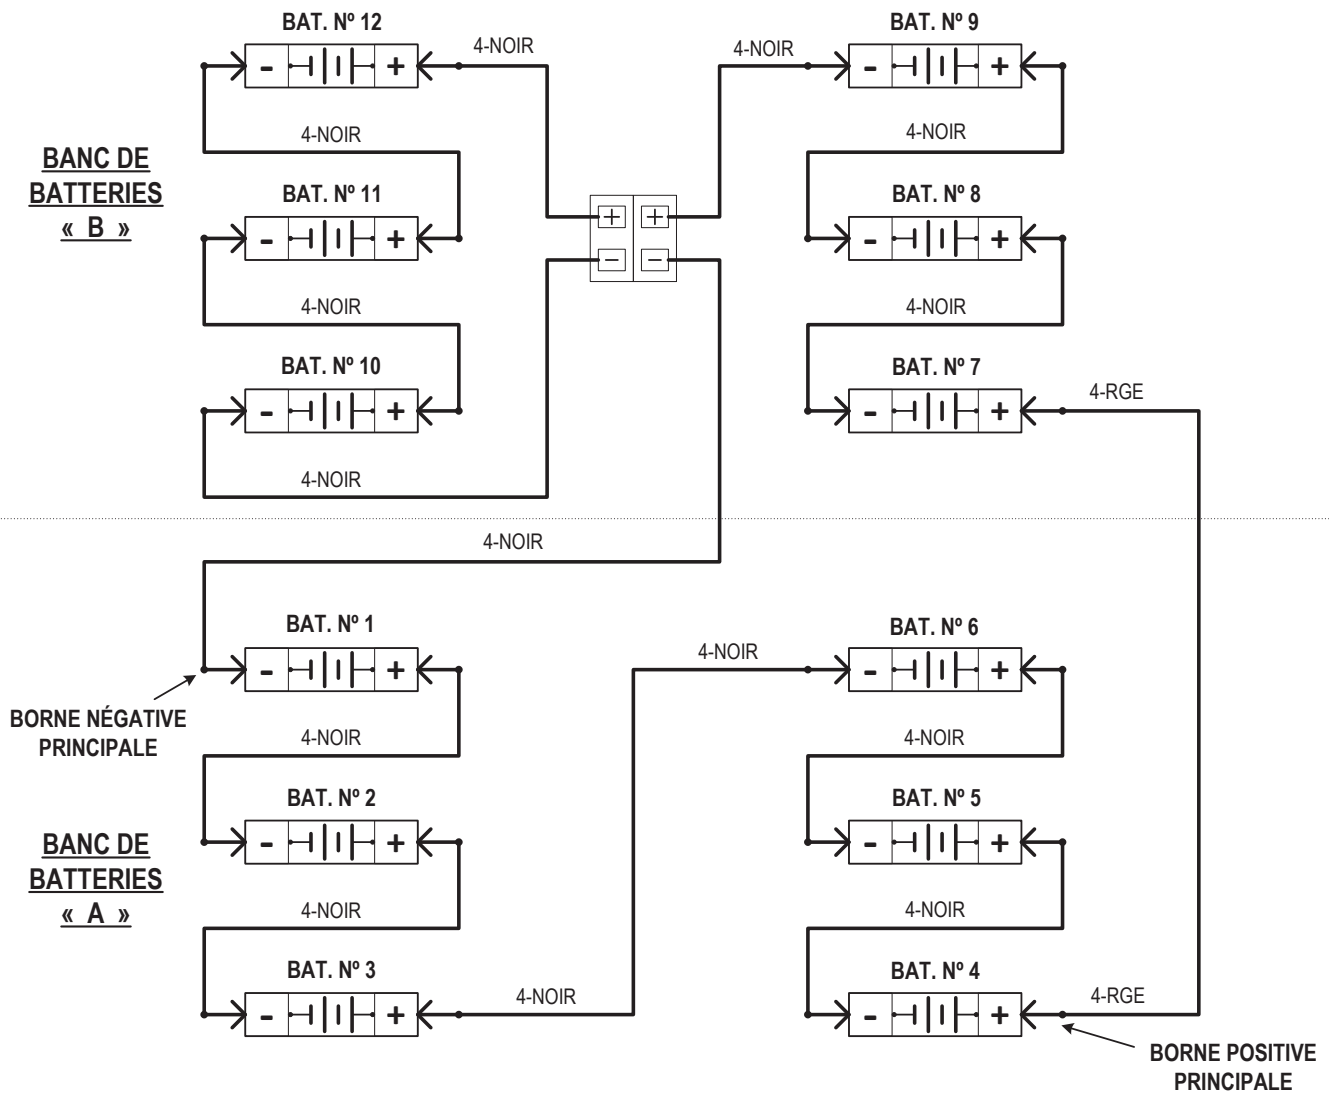 BAT. Nº 12
BAT. Nº 9
4-NOIR
4-NOIR
- +
- +
4-NOIR
4-NOIR
BANC DE
BATTERIES
« B »
BAT. Nº 11
BAT. Nº 8
+ +
- +
- +
- -
4-NOIR
4-NOIR
BAT. Nº 10
BAT. Nº 7
4-RGE
- +
- +
4-NOIR
4-NOIR
BAT. Nº 1
BAT. Nº 6
4-NOIR
- +
- +
BORNE NÉGATIVE
PRINCIPALE
4-NOIR
4-NOIR
BAT. Nº 2
BAT. Nº 5
- +
- +
BANC DE
BATTERIES
« A »
4-NOIR
4-NOIR
BAT. Nº 3
BAT. Nº 4
4-NOIR
4-RGE
- +
- +
BORNE POSITIVE
PRINCIPALE